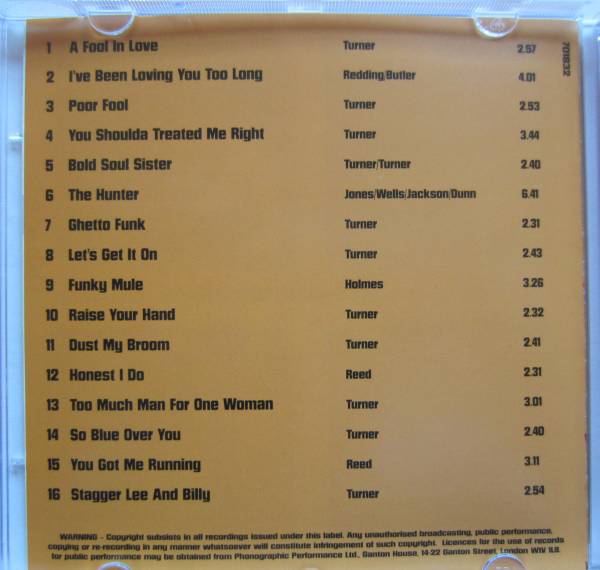 1 A Fool In Love Turner 2.57
2 I've Been Loving You Too Long Redding/Butler 4.01
3 Poor Fool Turner 2.53
4 You Shoulda Treated Me Right Turner 3.44
5 Bold Soul Sister Turner/Turner 2.40
6 The Hunter Jones/Wells/Jackson/Dunn 6.41
7 Ghetto Funk Turner 2.31
8 Let's Get It On Turner 2.43
9 Funky Mule Holmes 3.26
10 Raise Your Hand Turner 2.32
11 Dust My Broom Turner 2.41
12 Honest I Do Reed 2.31
13 Too Much Man For One Woman Turner 3.01
14 So Blue Over You Turner 2.40
15 You Got Me Running Reed 3.11
16 Stagger Lee And Billy Turner 2.54
701832
WARNING - Copyright subsists in all recordings issued under this label. Any unauthorised broadcasting, public performance,
copying or re-recording in any manner whatsoever will constitute infringement of such copyright. Licences for the use of records
for public performance may be obtained from Phonographic Performance Ltd., Ganton House, 14-22 Ganton Street, London W1V 1LB.